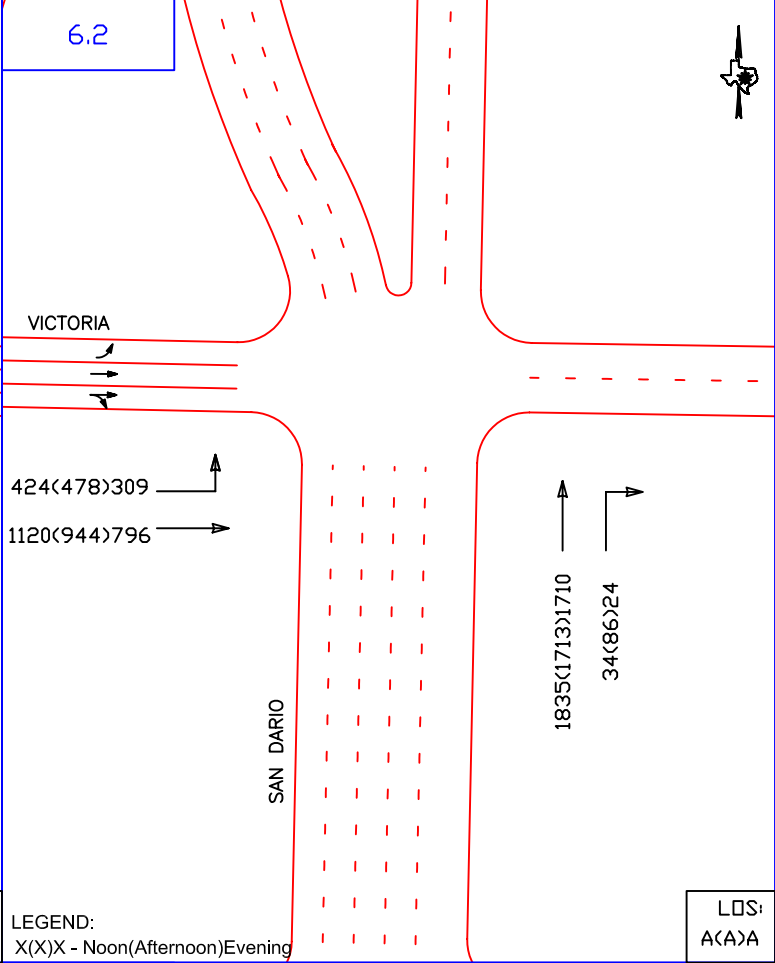 6.2
VICTORIA
424(478)309
1120(944)796
1835(1713)1710
34(86)24
SAN DARIO
LEGEND:
X(X)X - Noon(Afternoon)Evening
LOS:
A(A)A